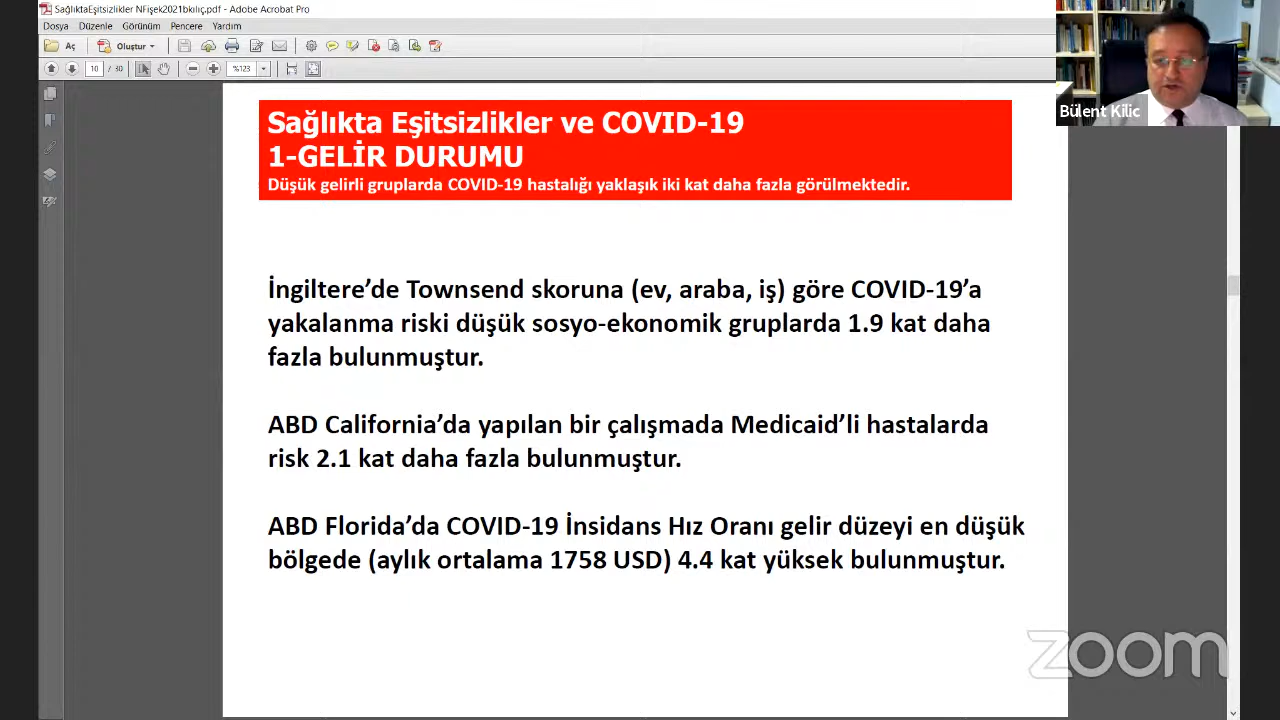 SağlıktaEşitsizlikler NFişek2021bkılıç.pdf - Adobe Acrobat Pro
Dosya Düzenle Görünüm Pencere Yardım
Aç Oluştur
10 / 30 %123
Bülent Kilic
Sağlıkta Eşitsizlikler ve COVID-19
1-GELİR DURUMU
Düşük gelirli gruplarda COVID-19 hastalığı yaklaşık iki kat daha fazla görülmektedir.
İngiltere’de Townsend skoruna (ev, araba, iş) göre COVID-19’a
yakalanma riski düşük sosyo-ekonomik gruplarda 1.9 kat daha
fazla bulunmuştur.
ABD California’da yapılan bir çalışmada Medicaid’li hastalarda
risk 2.1 kat daha fazla bulunmuştur.
ABD Florida’da COVID-19 İnsidans Hız Oranı gelir düzeyi en düşük
bölgede (aylık ortalama 1758 USD) 4.4 kat yüksek bulunmuştur.
zoom